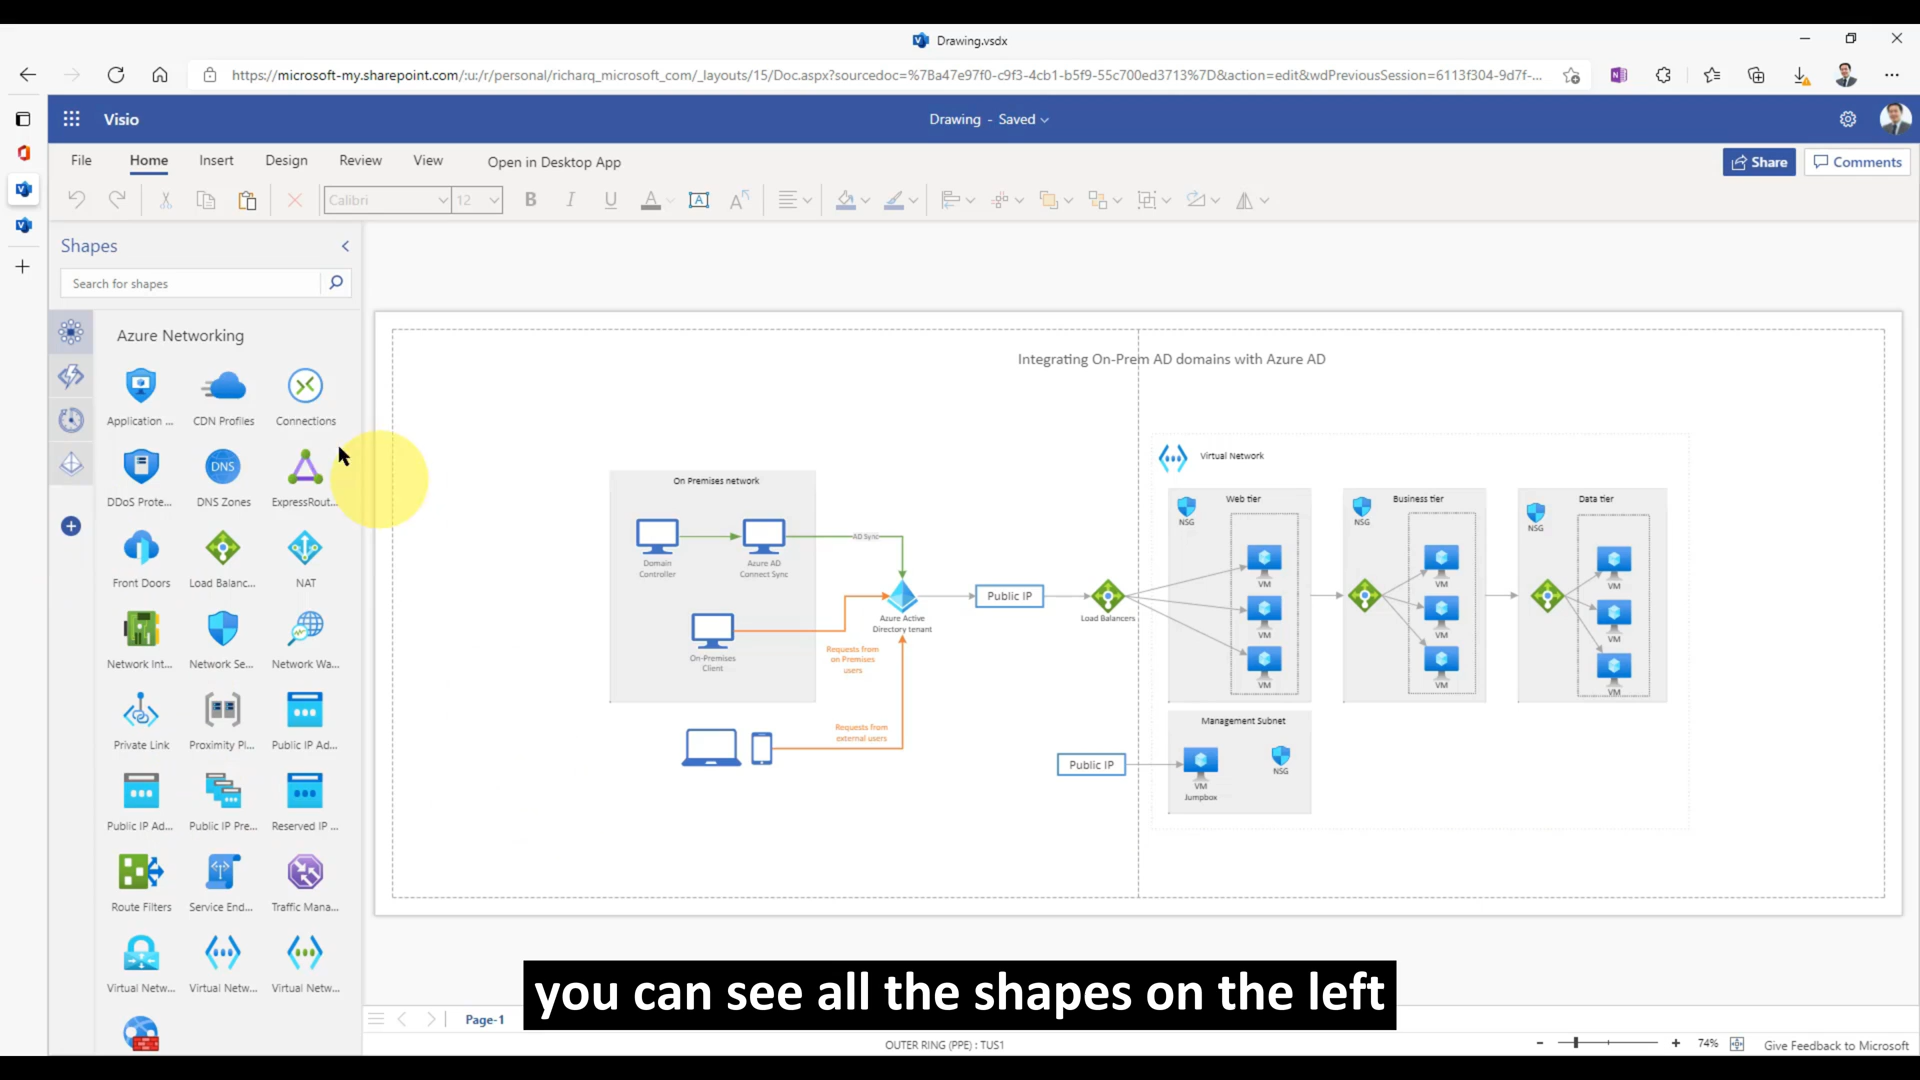 Drawing.vsdx
https://microsoft-my.sharepoint.com/:u:/r/personal/richarq_microsoft_com/_layouts/15/Doc.aspx?sourcedoc=%7Ba47e97f0-c9f3-4cb1-b5f9-55c700ed3713%7D&action=edit&wdPreviousSession=6113f304-9d7f-...
Visio
Drawing - Saved
File Home Insert Design Review View Open in Desktop App
Share Comments
Calibri 12
Shapes
Search for shapes
Azure Networking
Application ... CDN Profiles Connections
DNS
DDoS Prote... DNS Zones ExpressRout...
Front Doors Load Balanc... NAT
Network Int... Network Se... Network Wa...
Private Link Proximity Pl... Public IP Ad...
Public IP Ad... Public IP Pre... Reserved IP ...
Route Filters Service End... Traffic Mana...
Virtual Netw... Virtual Netw... Virtual Netw...
Integrating On-Prem AD domains with Azure AD
On Premises network
Domain
Controller
Azure AD
Connect Sync
AD Sync
On-Premises
Client
Azure Active
Directory tenant
Requests from
on Premises
users
Requests from
external users
Public IP
Load Balancers
Virtual Network
Web tier
NSG
VM
VM
VM
Business tier
NSG
VM
VM
VM
Data tier
NSG
VM
VM
VM
Management Subnet
Public IP
VM
Jumpbox
NSG
you can see all the shapes on the left
Page-1
OUTER RING (PPE) : TUS1
74%
Give Feedback to Microsoft